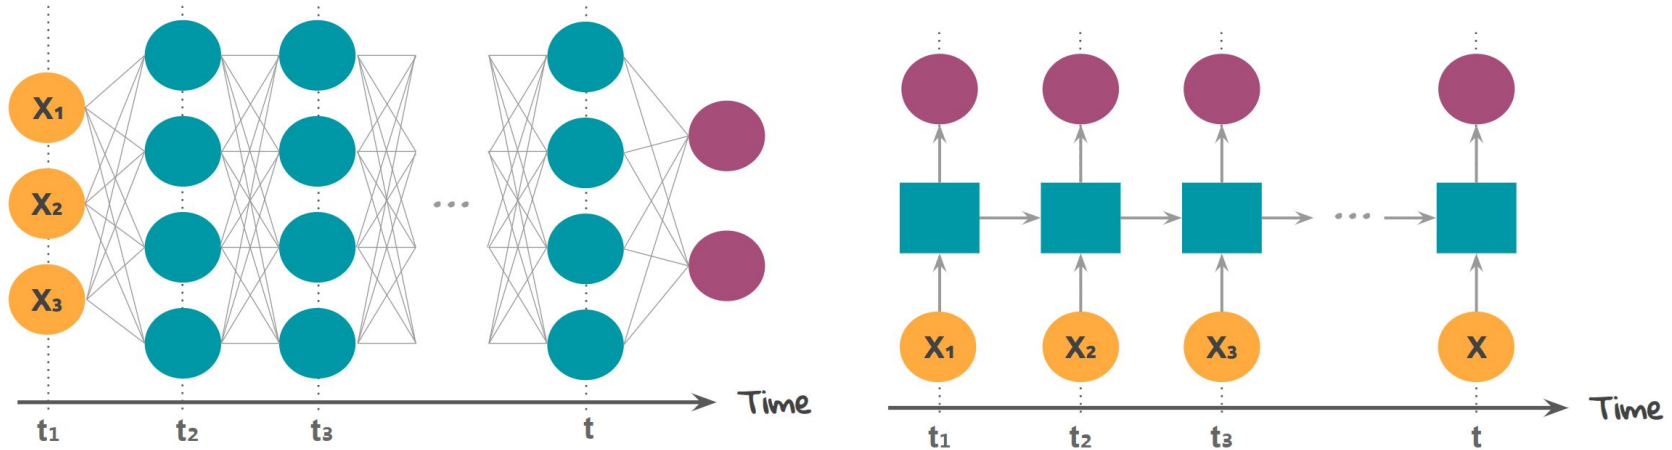 X₁
X₂
X₃
...
Time
t₁ t₂ t₃ t
...
X₁ X₂ X₃ X
Time
t₁ t₂ t₃ t